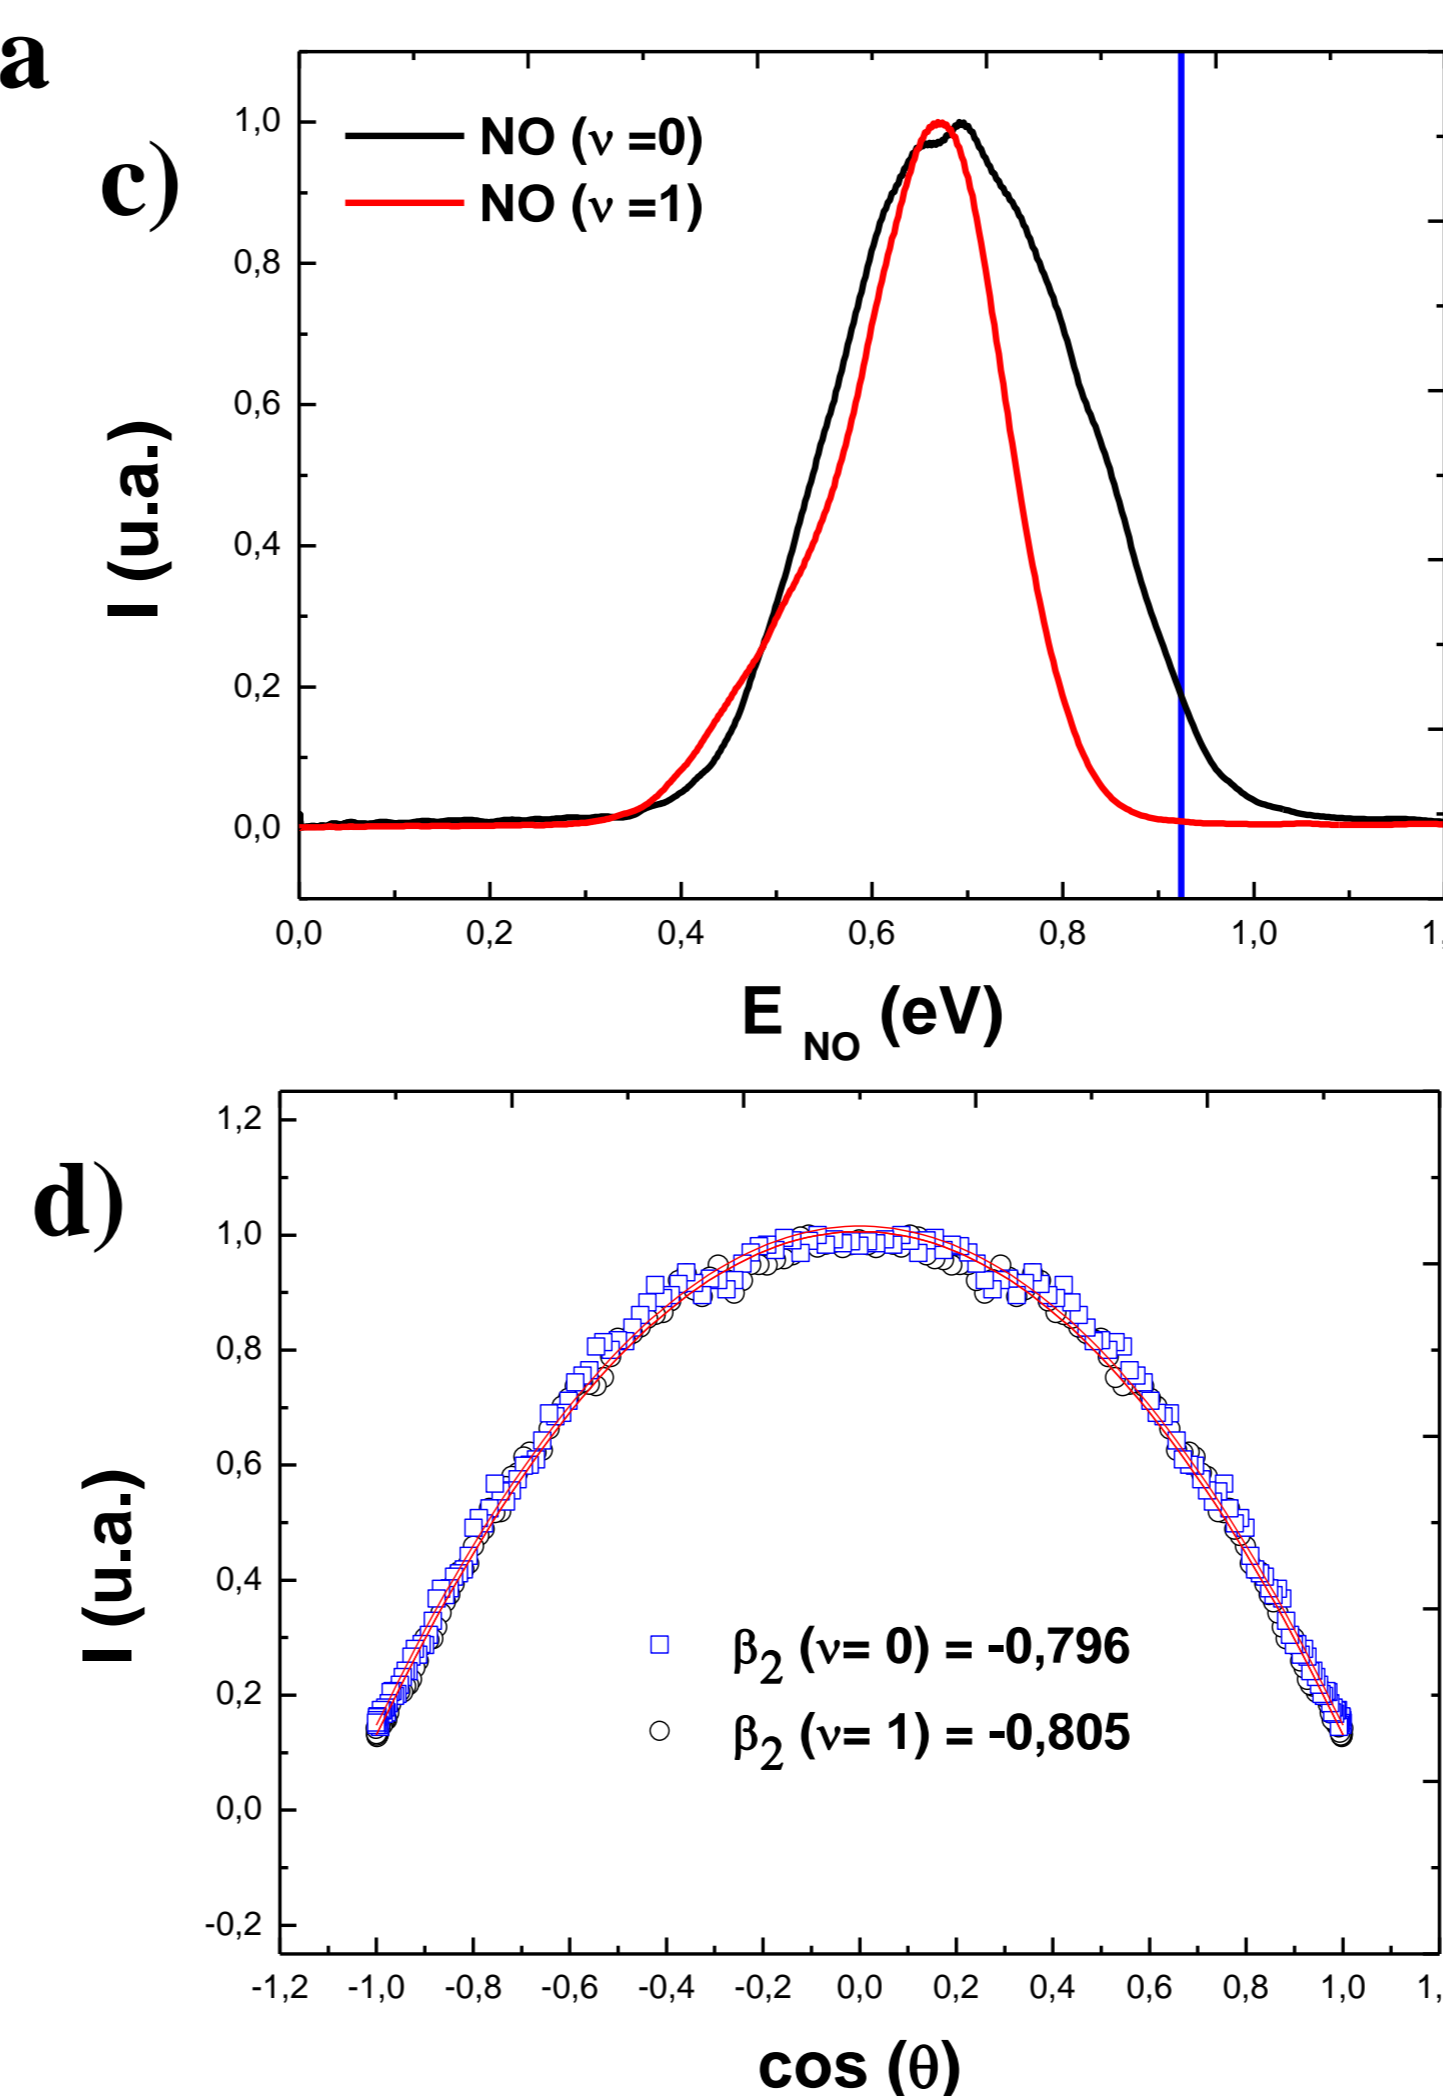 a
c)
NO (ν =0)
NO (ν =1)
1,0
0,8
0,6
0,4
0,2
0,0
I (u.a.)
0,0 0,2 0,4 0,6 0,8 1,0 1,
E NO (eV)
d)
1,2
1,0
0,8
0,6
0,4
0,2
0,0
-0,2
I (u.a.)
β2 (ν= 0) = -0,796
β2 (ν= 1) = -0,805
-1,2 -1,0 -0,8 -0,6 -0,4 -0,2 0,0 0,2 0,4 0,6 0,8 1,0 1,
cos (θ)